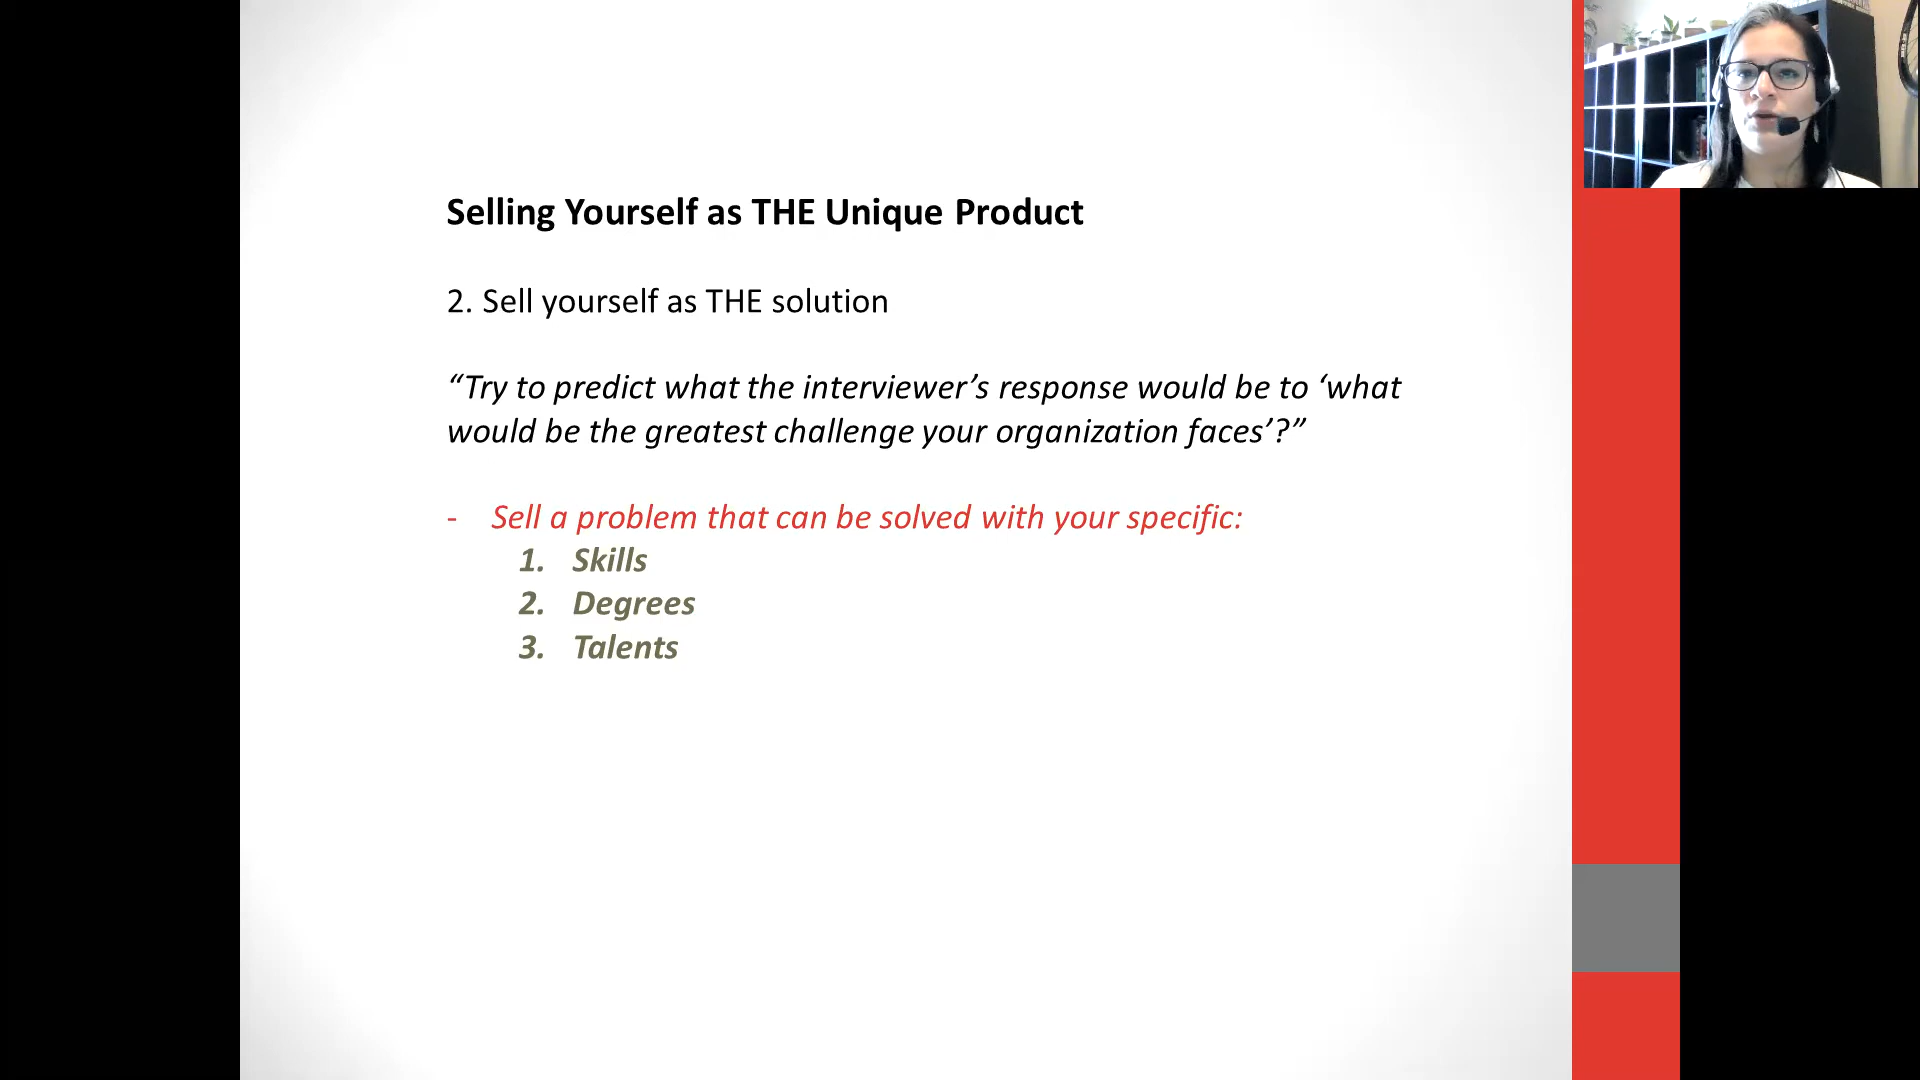 Selling Yourself as THE Unique Product
2. Sell yourself as THE solution
“Try to predict what the interviewer’s response would be to ‘what
would be the greatest challenge your organization faces’?”
- Sell a problem that can be solved with your specific:
1. Skills
2. Degrees
3. Talents